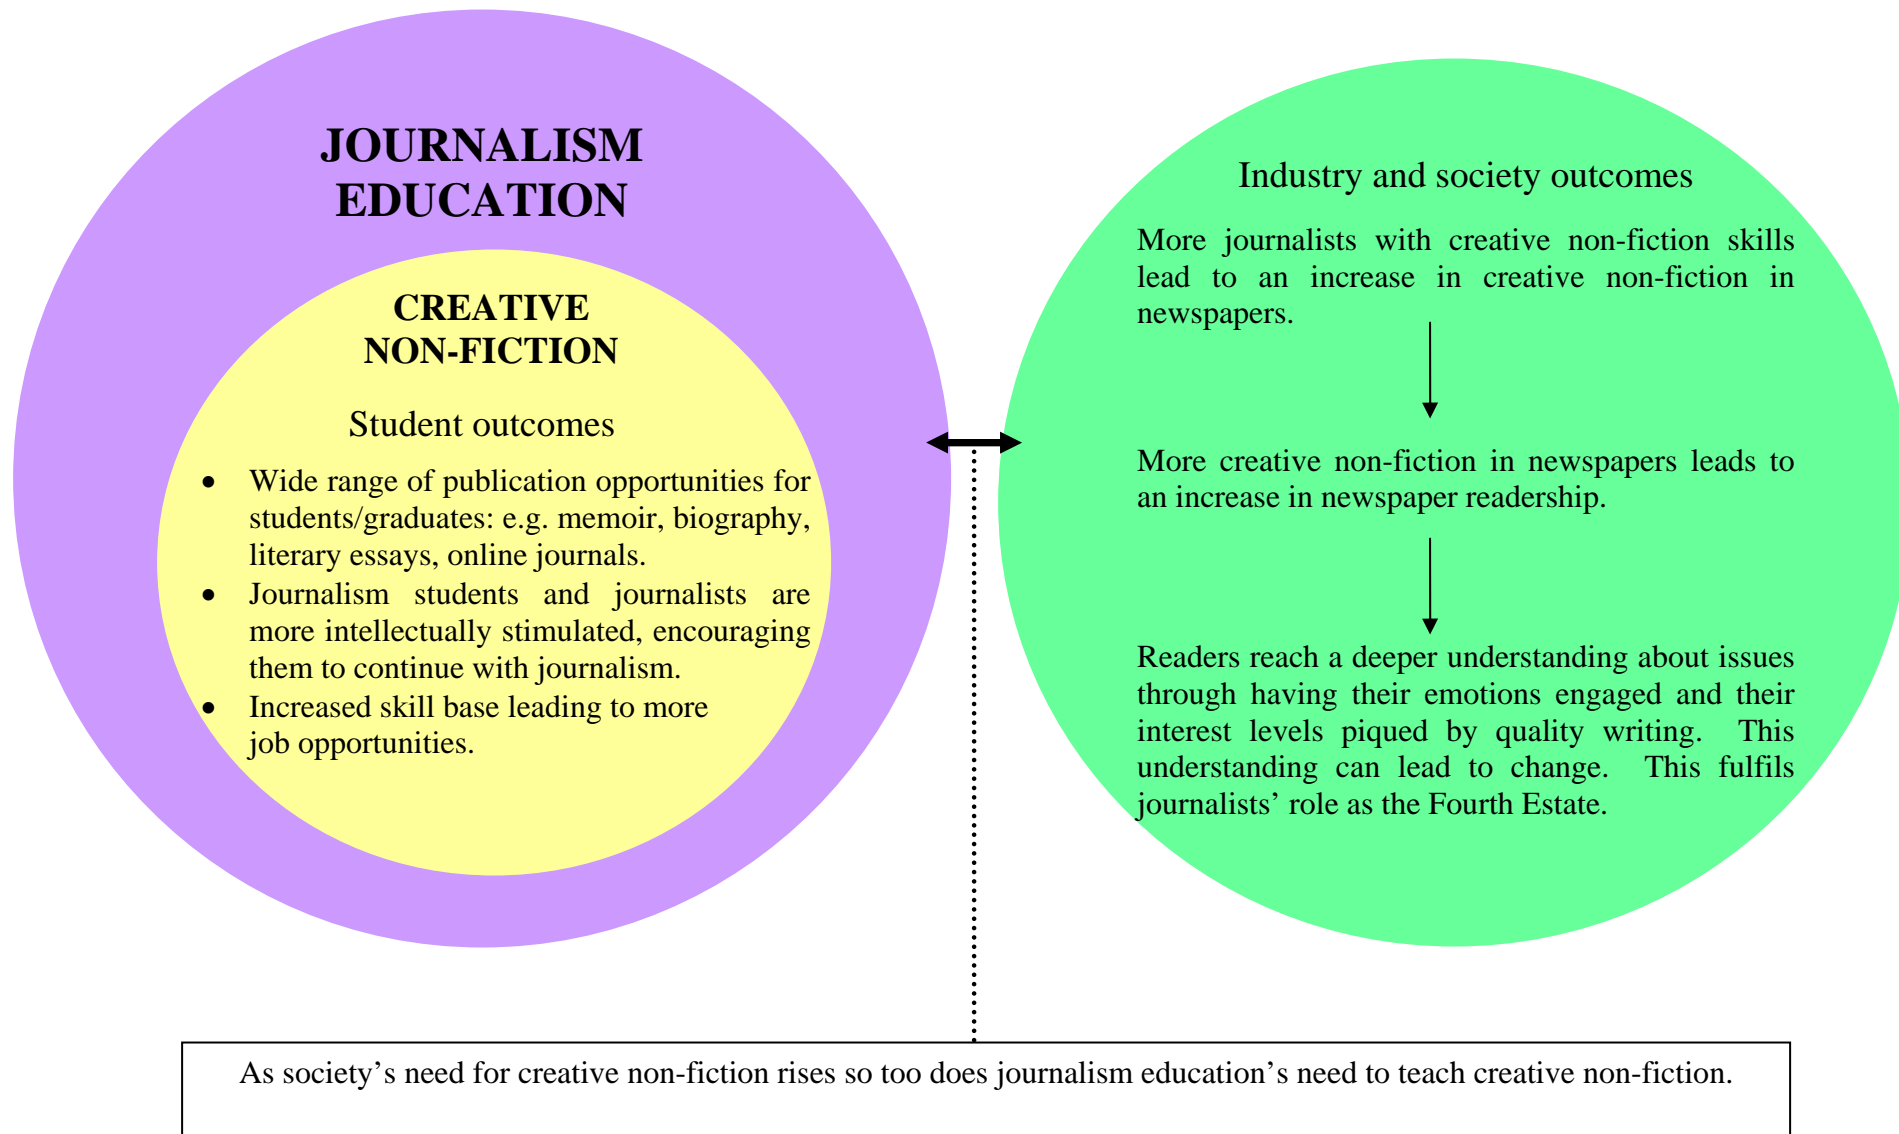 JOURNALISM
EDUCATION
CREATIVE
NON-FICTION
Student outcomes
• Wide range of publication opportunities for
students/graduates: e.g. memoir, biography,
literary essays, online journals.
• Journalism students and journalists are
more intellectually stimulated, encouraging
them to continue with journalism.
• Increased skill base leading to more
job opportunities.
Industry and society outcomes
More journalists with creative non-fiction skills
lead to an increase in creative non-fiction in
newspapers.
More creative non-fiction in newspapers leads to
an increase in newspaper readership.
Readers reach a deeper understanding about issues
through having their emotions engaged and their
interest levels piqued by quality writing. This
understanding can lead to change. This fulfils
journalists’ role as the Fourth Estate.
As society’s need for creative non-fiction rises so too does journalism education’s need to teach creative non-fiction.